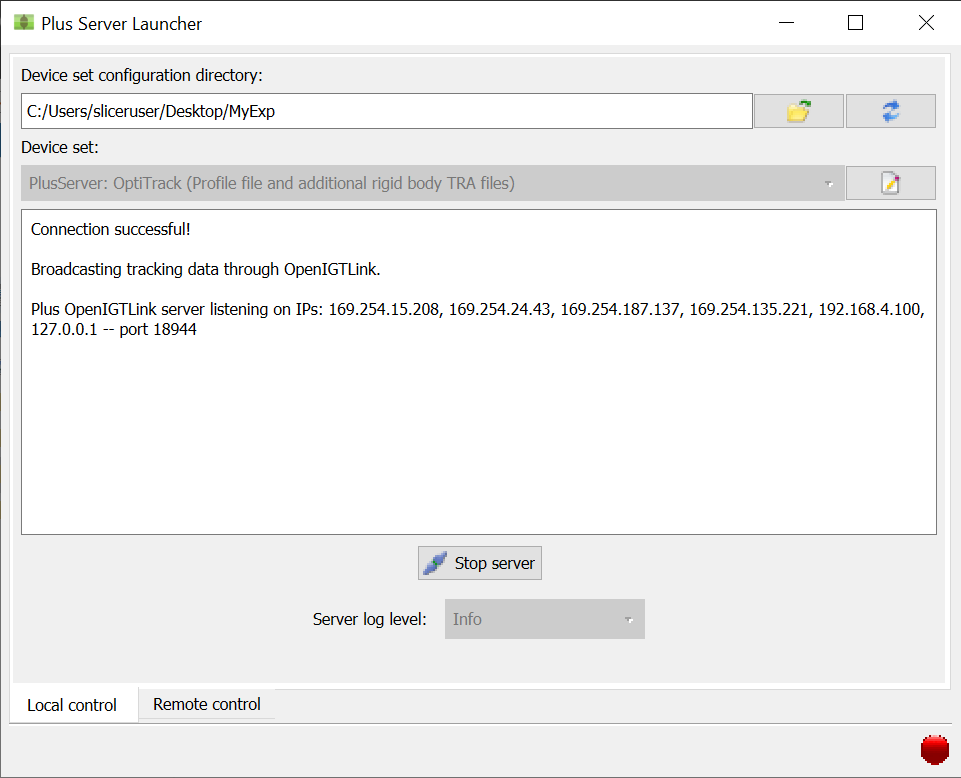 Plus Server Launcher
Device set configuration directory:
C:/Users/sliceruser/Desktop/MyExp
Device set:
PlusServer: OptiTrack (Profile file and additional rigid body TRA files)
Connection successful!
Broadcasting tracking data through OpenIGTLink.
Plus OpenIGTLink server listening on IPs: 169.254.15.208, 169.254.24.43, 169.254.187.137, 169.254.135.221, 192.168.4.100,
127.0.0.1 -- port 18944
Stop server
Server log level:
Info
Local control
Remote control